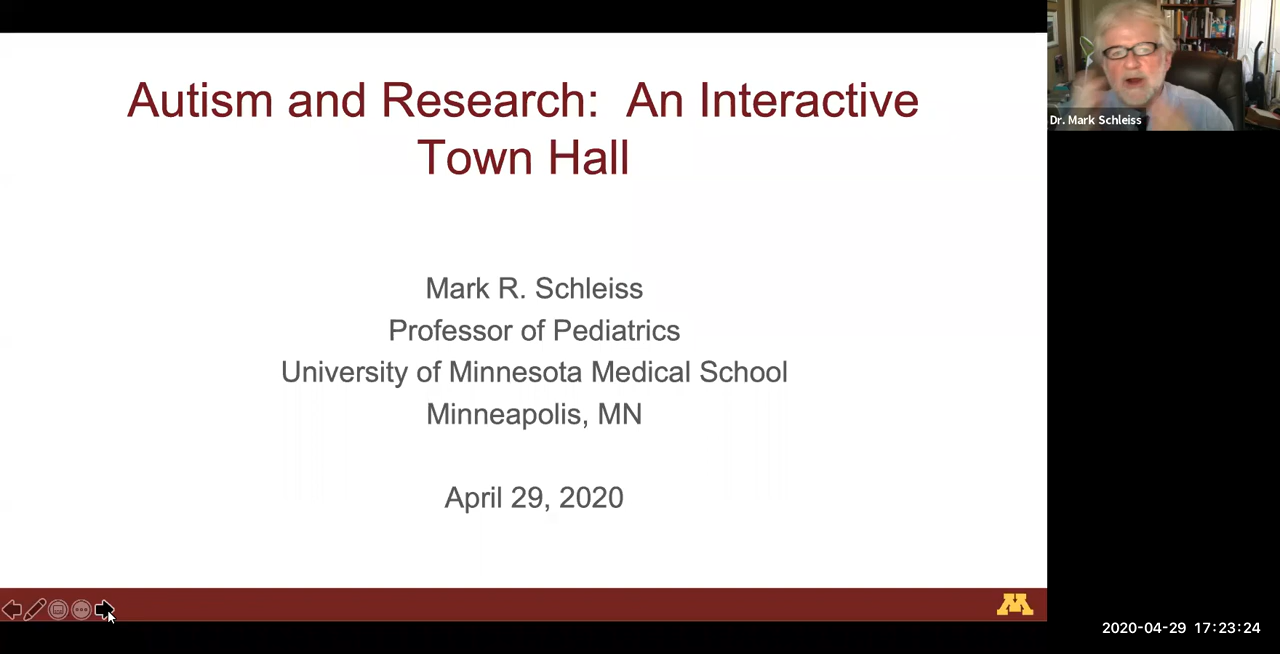 Autism and Research: An Interactive
Town Hall
Mark R. Schleiss
Professor of Pediatrics
University of Minnesota Medical School
Minneapolis, MN
April 29, 2020
Dr. Mark Schleiss
M
2020-04-29 17:23:24